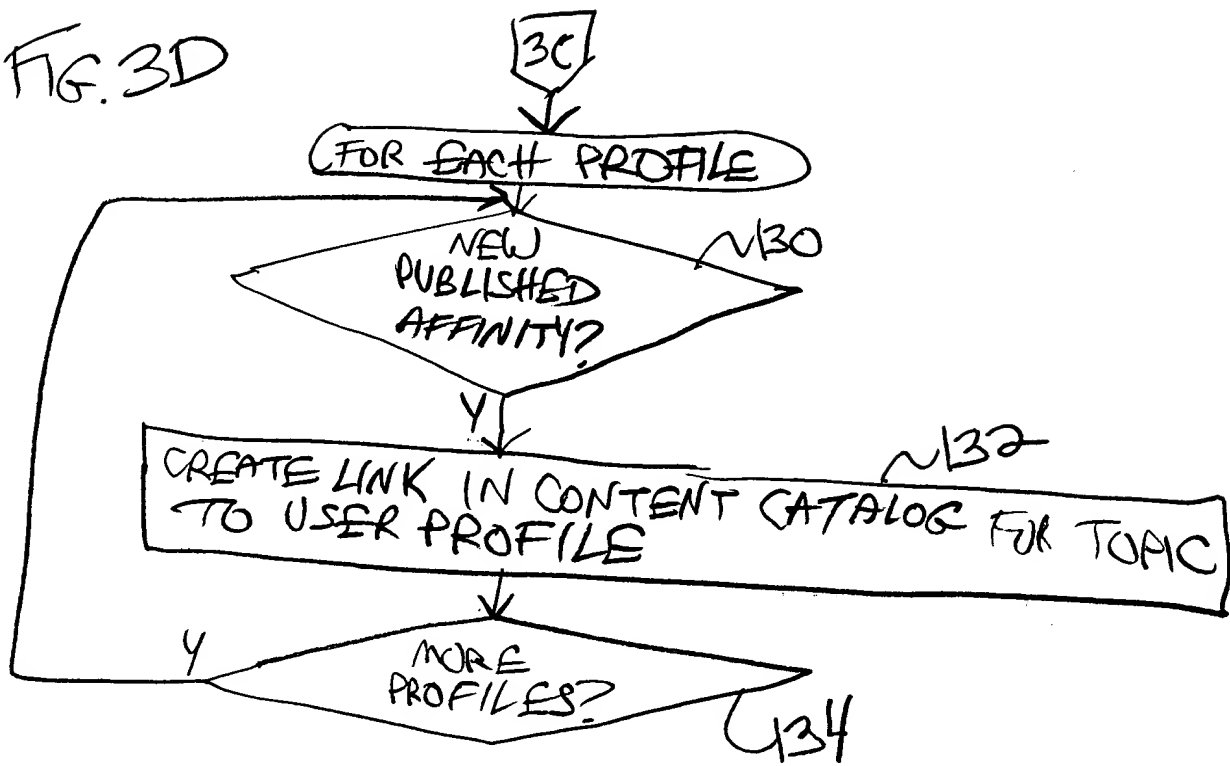 FIG. 3D
3C
FOR EACH PROFILE
NEW
PUBLISHED
AFFINITY?
130
Y
132
CREATE LINK IN CONTENT CATALOG FOR TOPIC
TO USER PROFILE
Y
MORE
PROFILES?
134